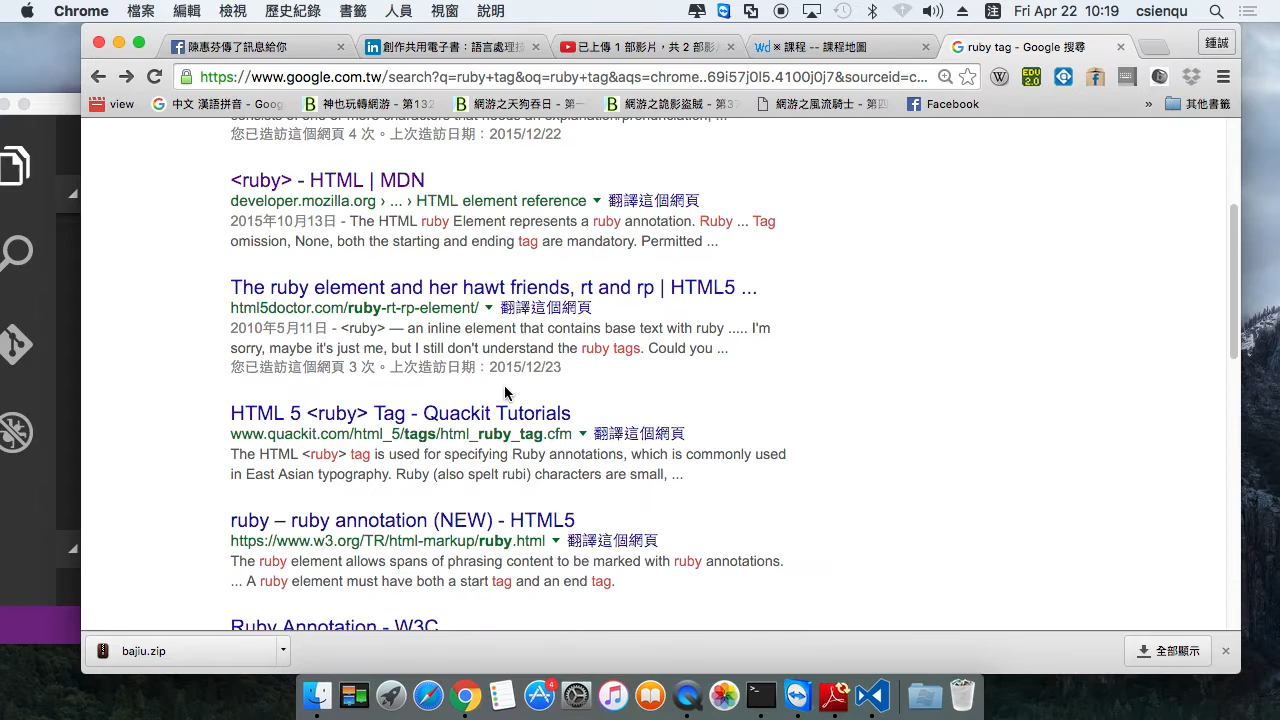 Chrome 檔案 編輯 檢視 歷史紀錄 書籤 人員 視窗 說明 注 Fri Apr 22 10:19 csienqu
陳惠芬傳了訊息給你 創作共用電子書：語言處理技 已上傳 1 部影片，共 2 部影 ※ 課程 -- 課程地圖 ruby tag - Google 搜尋 鍾誠
https://www.google.com.tw/search?q=ruby+tag&oq=ruby+tag&aqs=chrome..69i57j0l5.4100j0j7&sourceid=c...
view 中文 漢語拼音 - Goog 神也玩轉網游 - 第132 網游之天狗吞日 - 第一 網游之詭影盜賊 - 第37 網游之風流騎士 - 第四 Facebook » 其他書籤
您已造訪這個網頁 4 次。上次造訪日期：2015/12/22
<ruby> - HTML | MDN
developer.mozilla.org › ... › HTML element reference 翻譯這個網頁
2015年10月13日 - The HTML ruby Element represents a ruby annotation. Ruby ... Tag
omission, None, both the starting and ending tag are mandatory. Permitted ...
The ruby element and her hawt friends, rt and rp | HTML5 ...
html5doctor.com/ruby-rt-rp-element/ 翻譯這個網頁
2010年5月11日 - <ruby> — an inline element that contains base text with ruby ..... I'm
sorry, maybe it's just me, but I still don't understand the ruby tags. Could you ...
您已造訪這個網頁 3 次。上次造訪日期：2015/12/23
HTML 5 <ruby> Tag - Quackit Tutorials
www.quackit.com/html_5/tags/html_ruby_tag.cfm 翻譯這個網頁
The HTML <ruby> tag is used for specifying Ruby annotations, which is commonly used
in East Asian typography. Ruby (also spelt rubi) characters are small, ...
ruby – ruby annotation (NEW) - HTML5
https://www.w3.org/TR/html-markup/ruby.html 翻譯這個網頁
The ruby element allows spans of phrasing content to be marked with ruby annotations.
... A ruby element must have both a start tag and an end tag.
Ruby Annotation - W3C
bajiu.zip 全部顯示
4